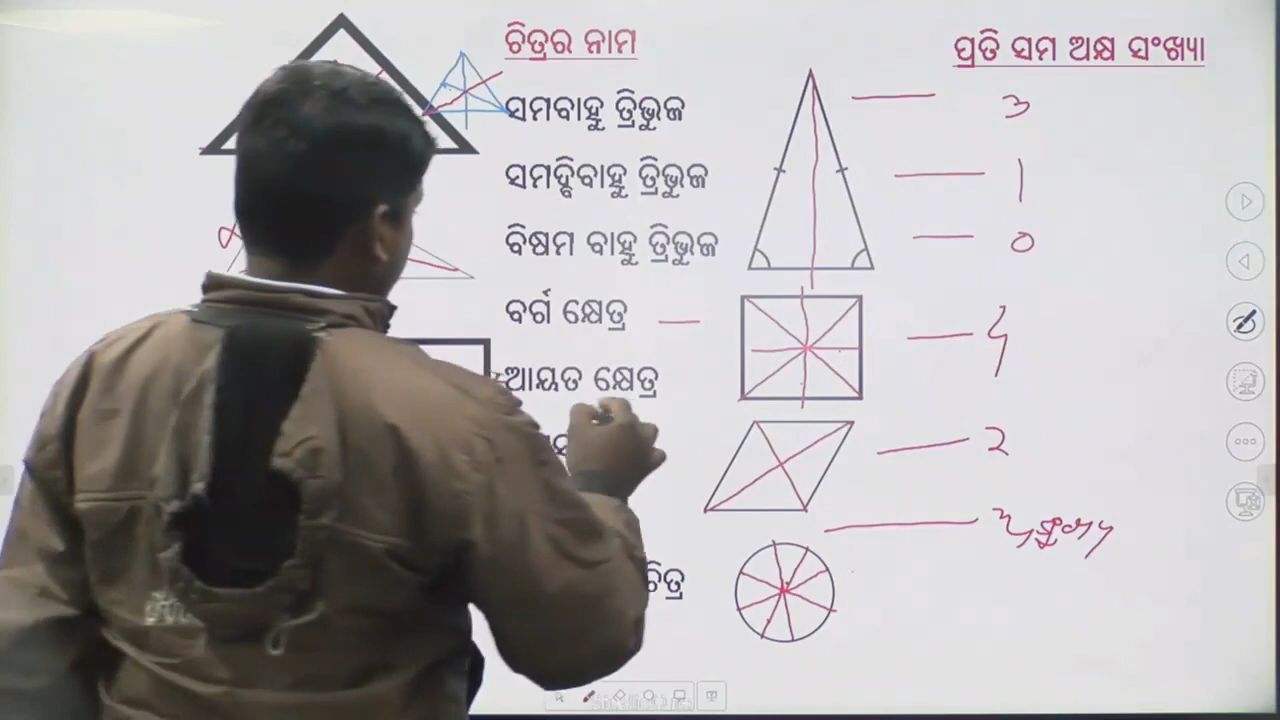 ଚିତ୍ରର ନାମ
ପ୍ରତି ସମ ଅକ୍ଷ ସଂଖ୍ୟା
ସମବାହୁ ତ୍ରିଭୁଜ 3
ସମଦ୍ବିବାହୁ ତ୍ରିଭୁଜ 1
ବିଷମ ବାହୁ ତ୍ରିଭୁଜ 0
ବର୍ଗ କ୍ଷେତ୍ର 4
ଆୟତ କ୍ଷେତ୍ର
2